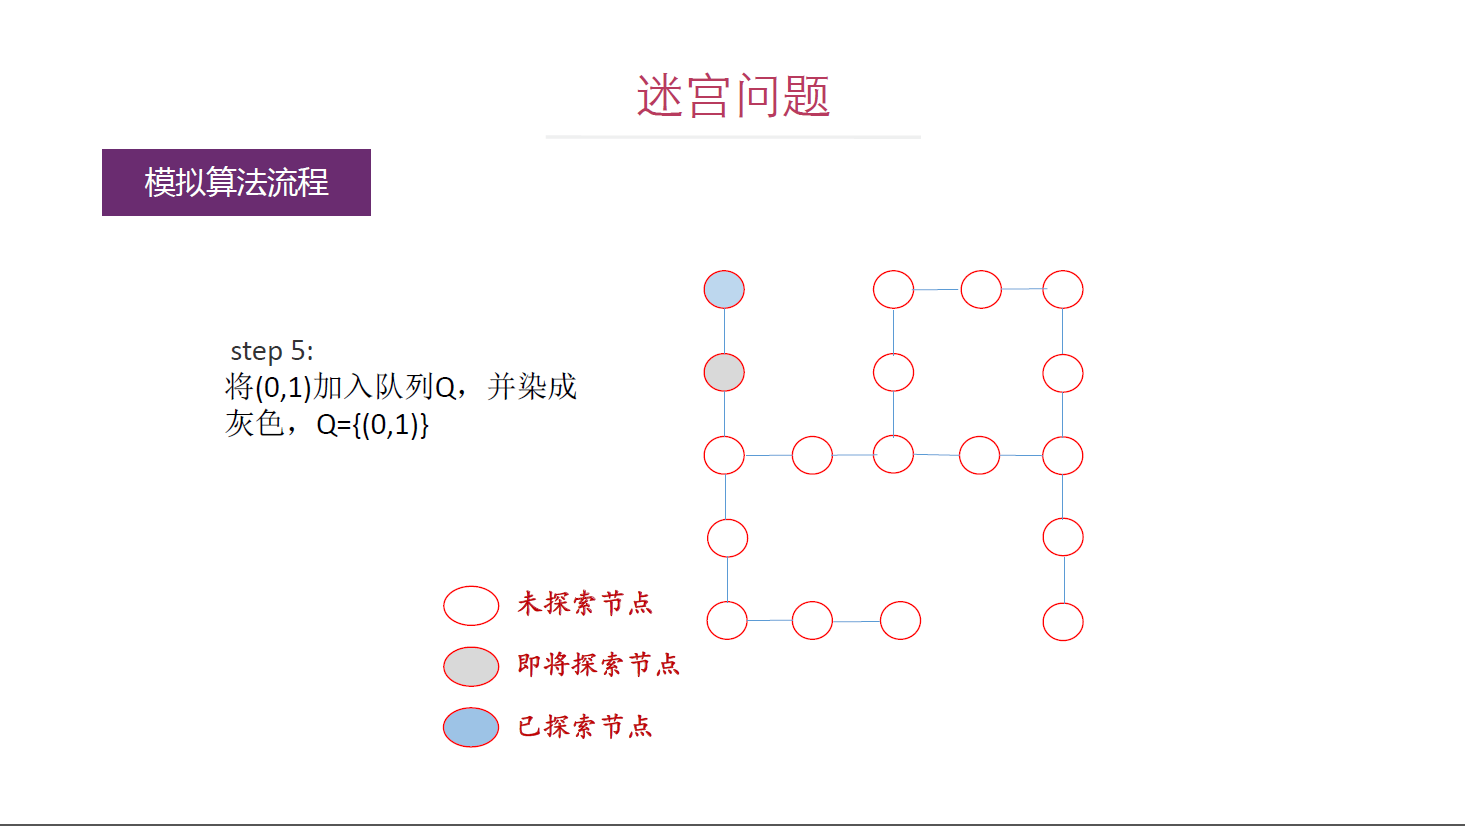 迷宫问题
模拟算法流程
step 5:
将(0,1)加入队列Q，并染成
灰色，Q={(0,1)}
未探索节点
即将探索节点
已探索节点